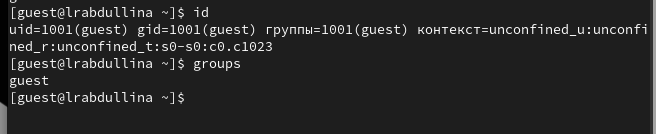 [guest@lrabdullina ~]$ id
uid=1001(guest) gid=1001(guest) группы=1001(guest) контекст=unconfined_u:unconfi
ned_r:unconfined_t:s0-s0:c0.c1023
[guest@lrabdullina ~]$ groups
guest
[guest@lrabdullina ~]$